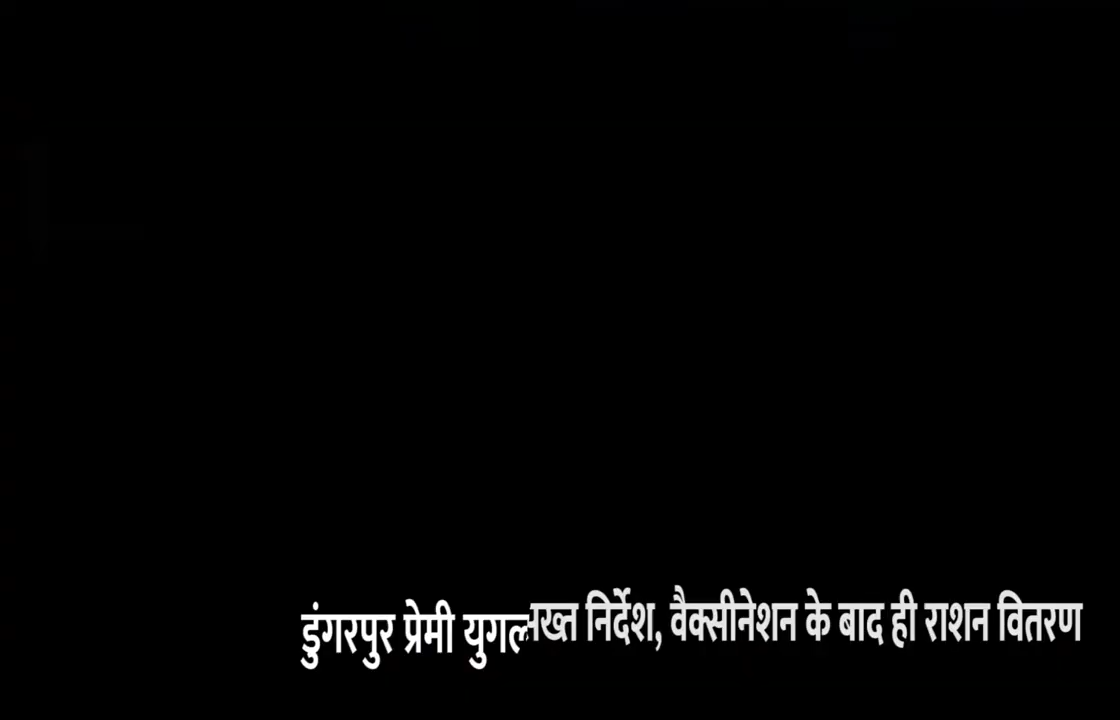 डुंगरपुर प्रेमी युगल
निर्देश, वैक्सीनेशन के बाद ही राशन वितरण